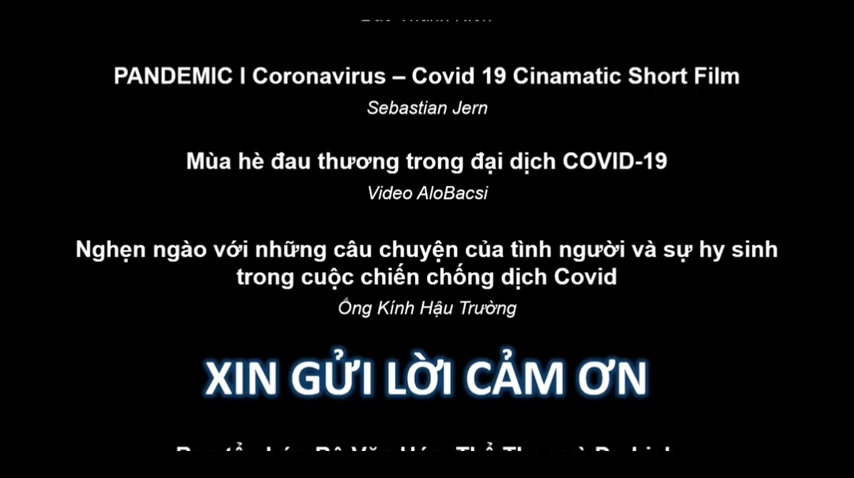 PANDEMIC I Coronavirus – Covid 19 Cinamatic Short Film
Sebastian Jern
Mùa hè đau thương trong đại dịch COVID-19
Video AloBacsi
Nghẹn ngào với những câu chuyện của tình người và sự hy sinh
trong cuộc chiến chống dịch Covid
Ống Kính Hậu Trường
XIN GỬI LỜI CẢM ƠN